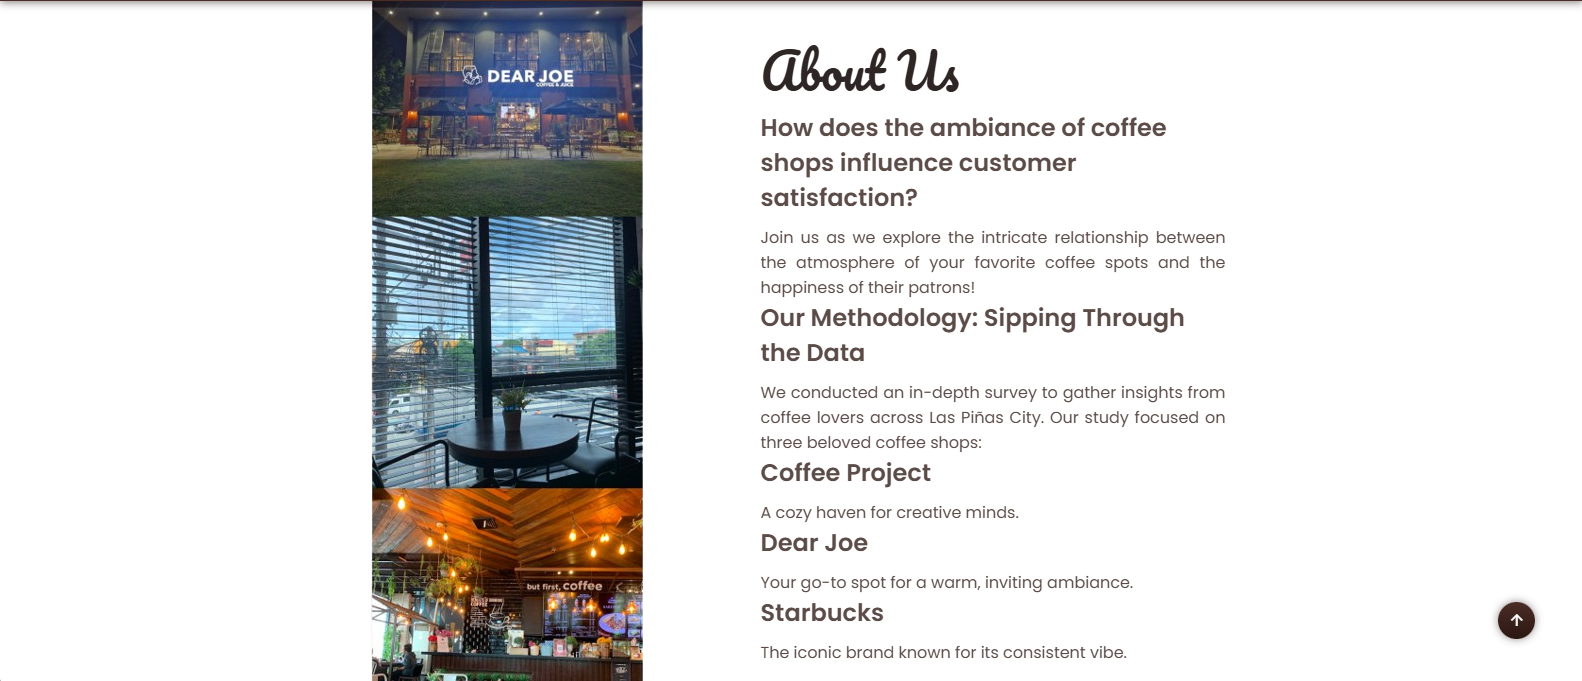 DEAR JOE
COFFEE & JUICE
but first, coffee
About Us
How does the ambiance of coffee
shops influence customer
satisfaction?
Join us as we explore the intricate relationship between
the atmosphere of your favorite coffee spots and the
happiness of their patrons!
Our Methodology: Sipping Through
the Data
We conducted an in-depth survey to gather insights from
coffee lovers across Las Piñas City. Our study focused on
three beloved coffee shops:
Coffee Project
A cozy haven for creative minds.
Dear Joe
Your go-to spot for a warm, inviting ambiance.
Starbucks
The iconic brand known for its consistent vibe.